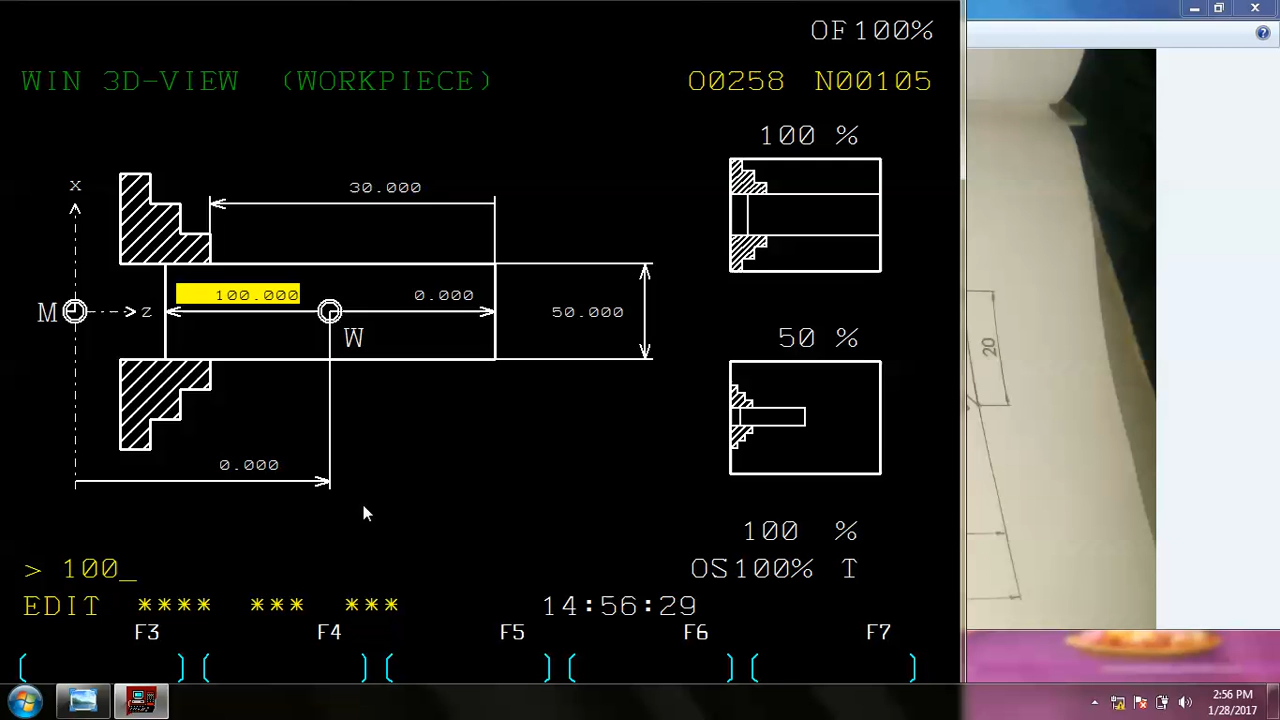 OF100%
WIN 3D-VIEW (WORKPIECE)
O0258 N00105
100 %
x
30.000
100.000
0.000
M
z
W
50.000
50 %
20
0.000
100 %
> 100_
OS100% T
EDIT **** *** ***
14:56:29
F3 F4 F5 F6 F7
2:56 PM
1/28/2017